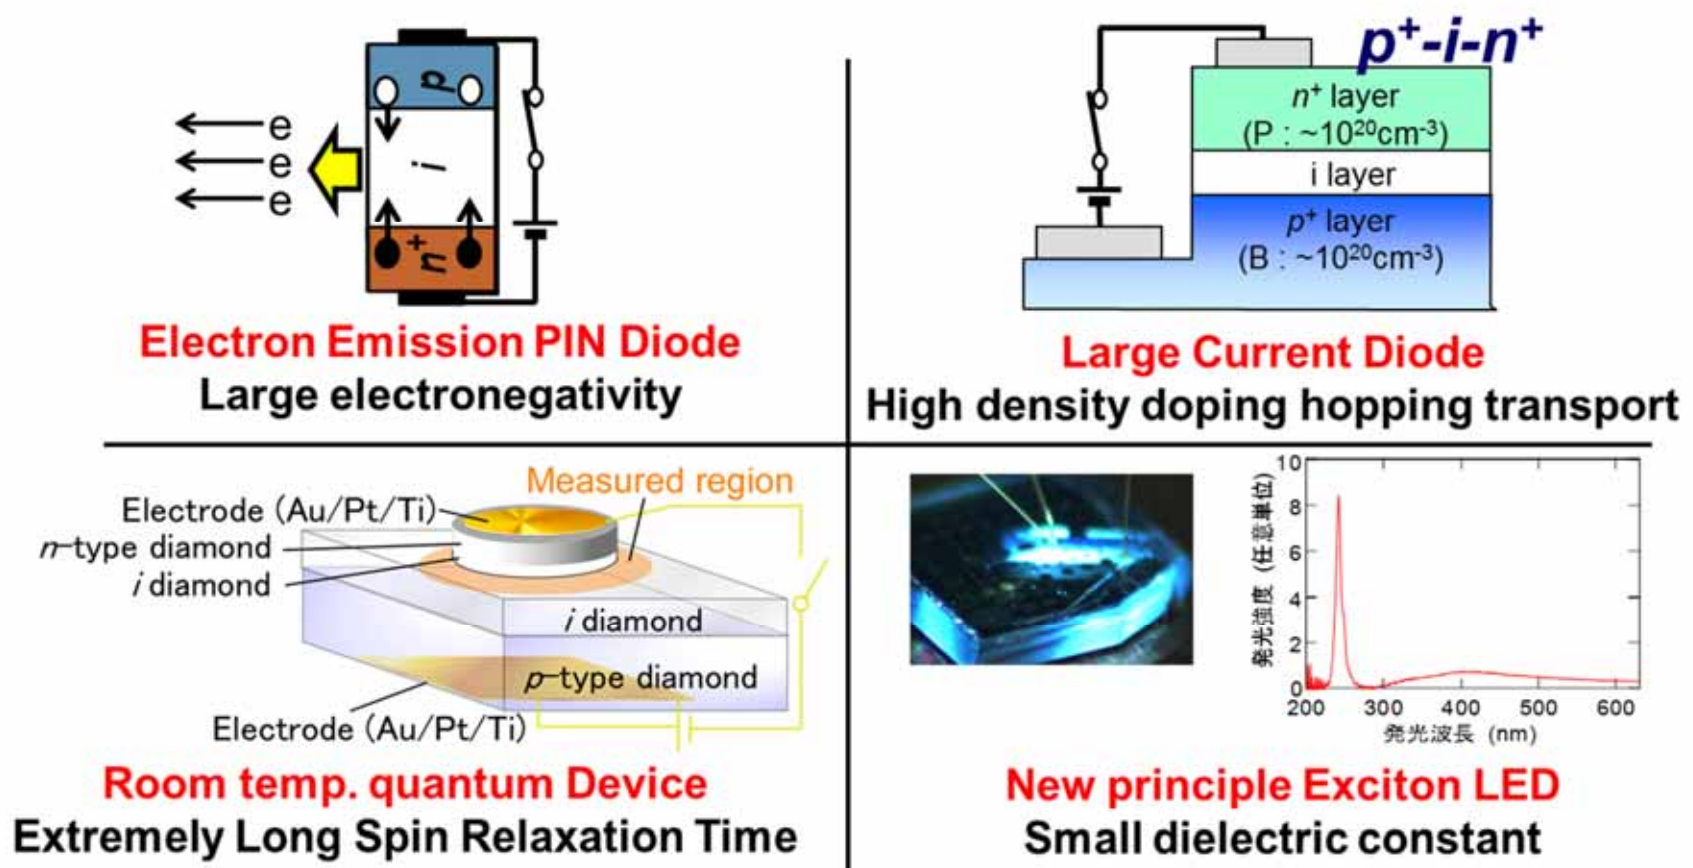 p
i
n+
e
e
e
Electron Emission PIN Diode
Large electronegativity
p+-i-n+
n+ layer
(P : ~1020cm-3)
i layer
p+ layer
(B : ~1020cm-3)
Large Current Diode
High density doping hopping transport
Measured region
Electrode (Au/Pt/Ti)
n-type diamond
i diamond
i diamond
p-type diamond
Electrode (Au/Pt/Ti)
Room temp. quantum Device
Extremely Long Spin Relaxation Time
発光強度 (任意単位)
10
8
6
4
2
0
200 300 400 500 600
発光波長 (nm)
New principle Exciton LED
Small dielectric constant